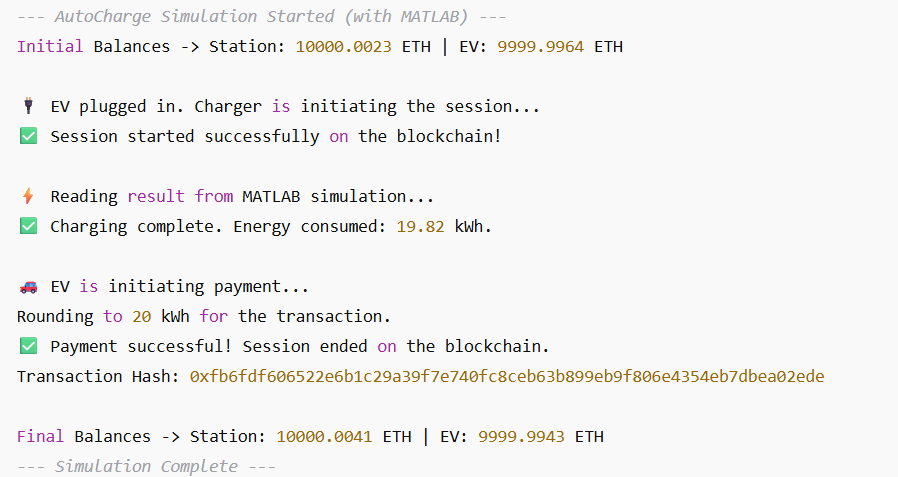 --- AutoCharge Simulation Started (with MATLAB) ---
Initial Balances -> Station: 10000.0023 ETH | EV: 9999.9964 ETH
🔌 EV plugged in. Charger is initiating the session...
✅ Session started successfully on the blockchain!
⚡ Reading result from MATLAB simulation...
✅ Charging complete. Energy consumed: 19.82 kWh.
🚗 EV is initiating payment...
Rounding to 20 kWh for the transaction.
✅ Payment successful! Session ended on the blockchain.
Transaction Hash: 0xfb6fdf606522e6b1c29a39f7e740fc8ceb63b899eb9f806e4354eb7dbea02ede
Final Balances -> Station: 10000.0041 ETH | EV: 9999.9943 ETH
--- Simulation Complete ---